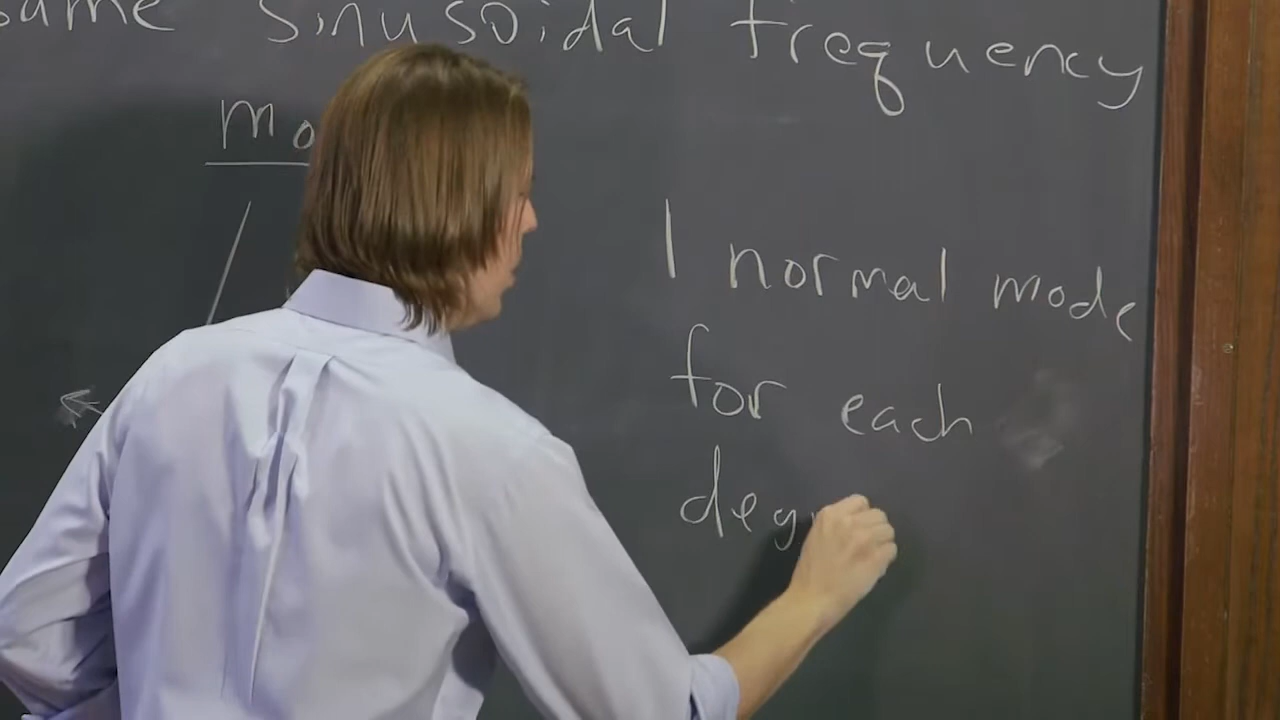 same sinusoidal frequency
mo
1 normal mode
for each
deg